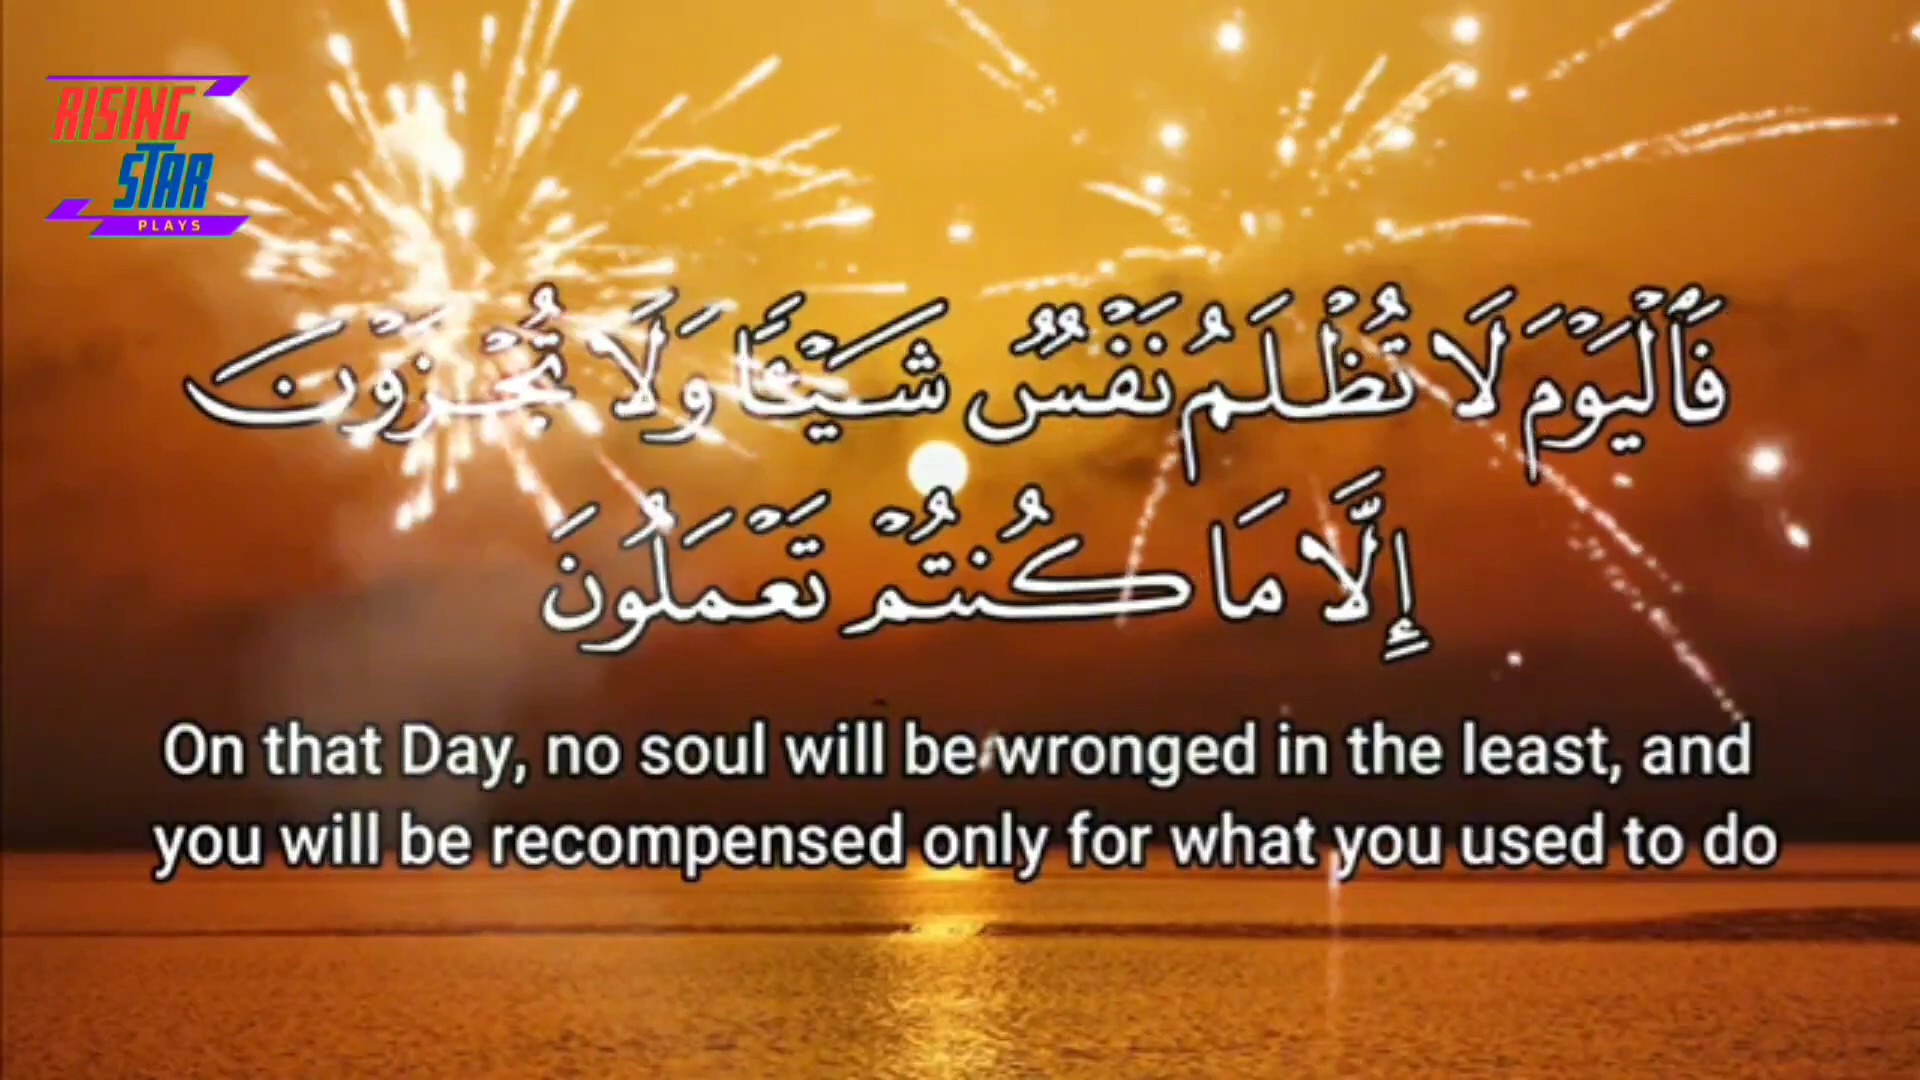 RISING
STAR
PLAYS
فَٱلْيَوْمَ لَا تُظْلَمُ نَفْسٌ شَيْـًٔا وَلَا تُجْزَوْنَ
إِلَّا مَا كُنتُمْ تَعْمَلُونَ
On that Day, no soul will be wronged in the least, and
you will be recompensed only for what you used to do